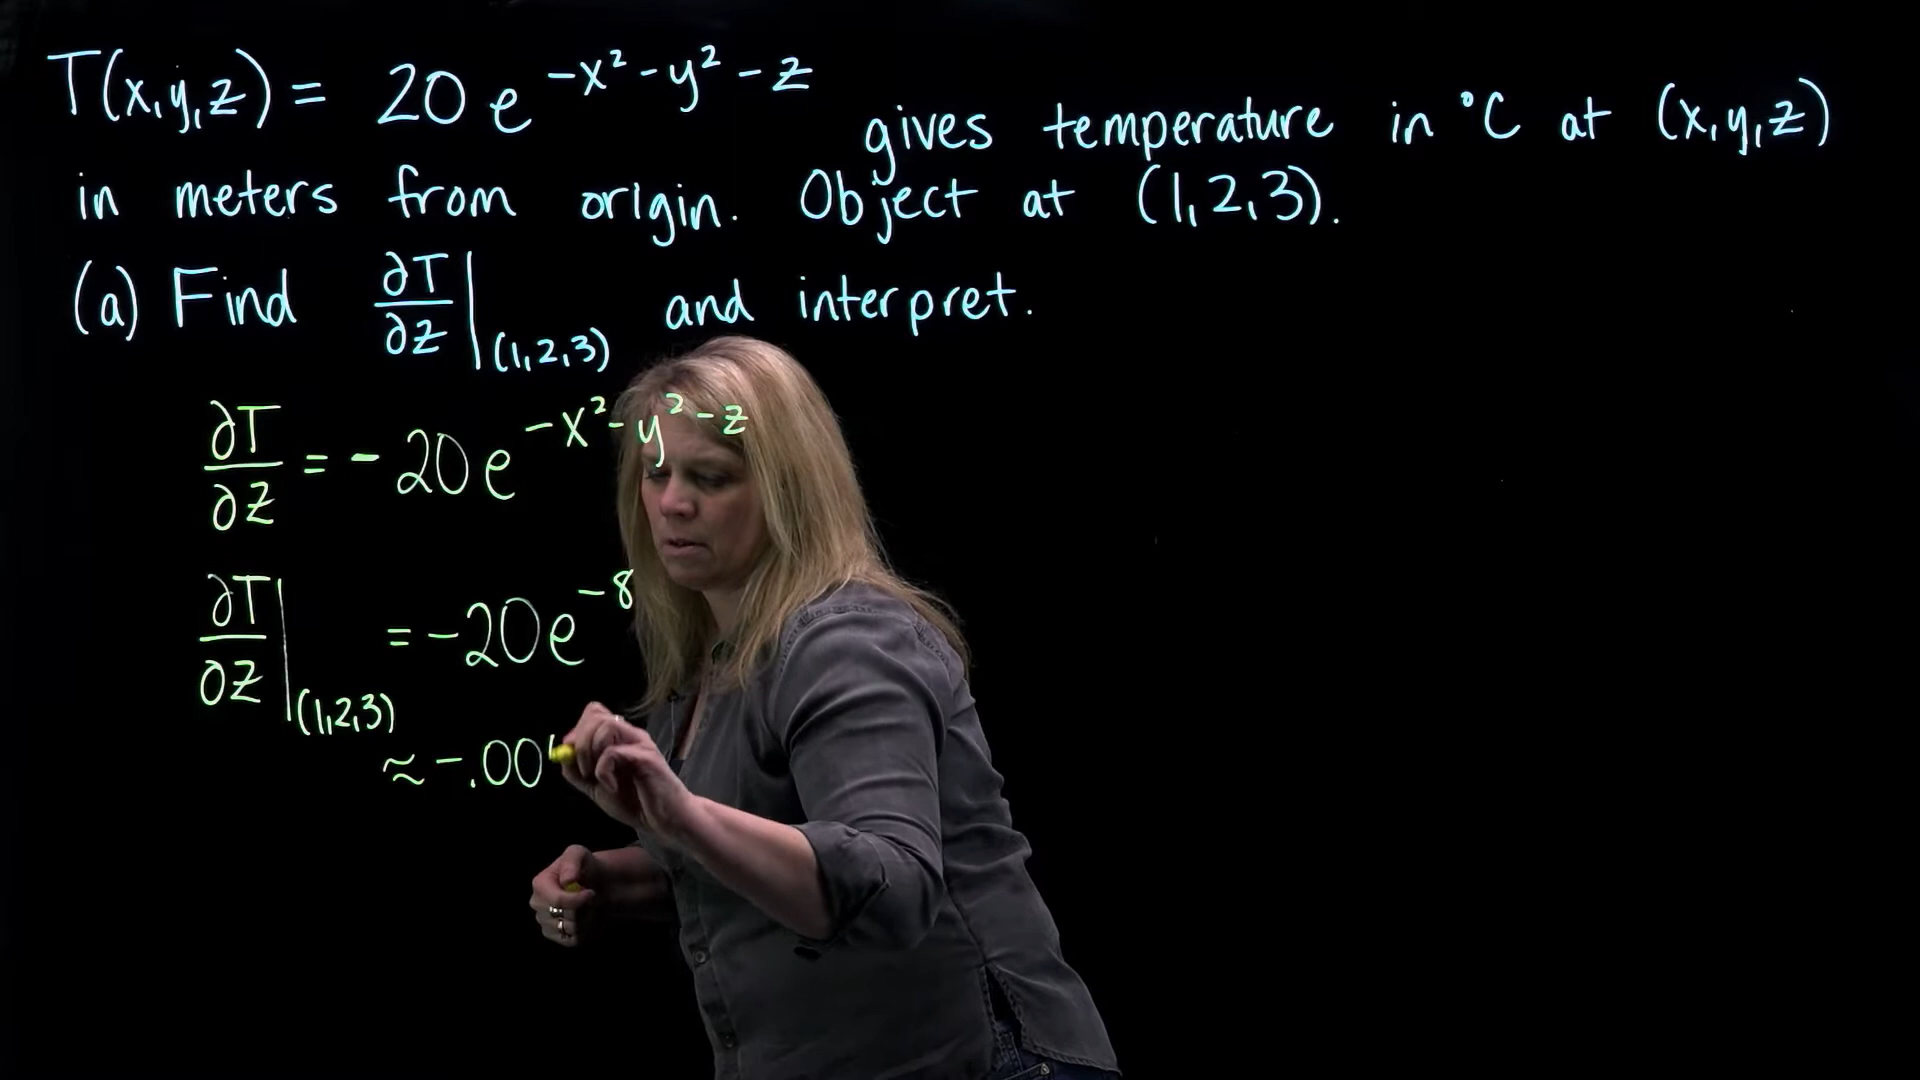 T(x,y,z) = 20 e^{-x²-y²-z} gives temperature in °C at (x,y,z)
in meters from origin. Object at (1,2,3).
(a) Find ∂T/∂z |_(1,2,3) and interpret.
∂T/∂z = -20e^{-x²-y²-z}
∂T/∂z |_(1,2,3) = -20e^{-8}
≈ -.00